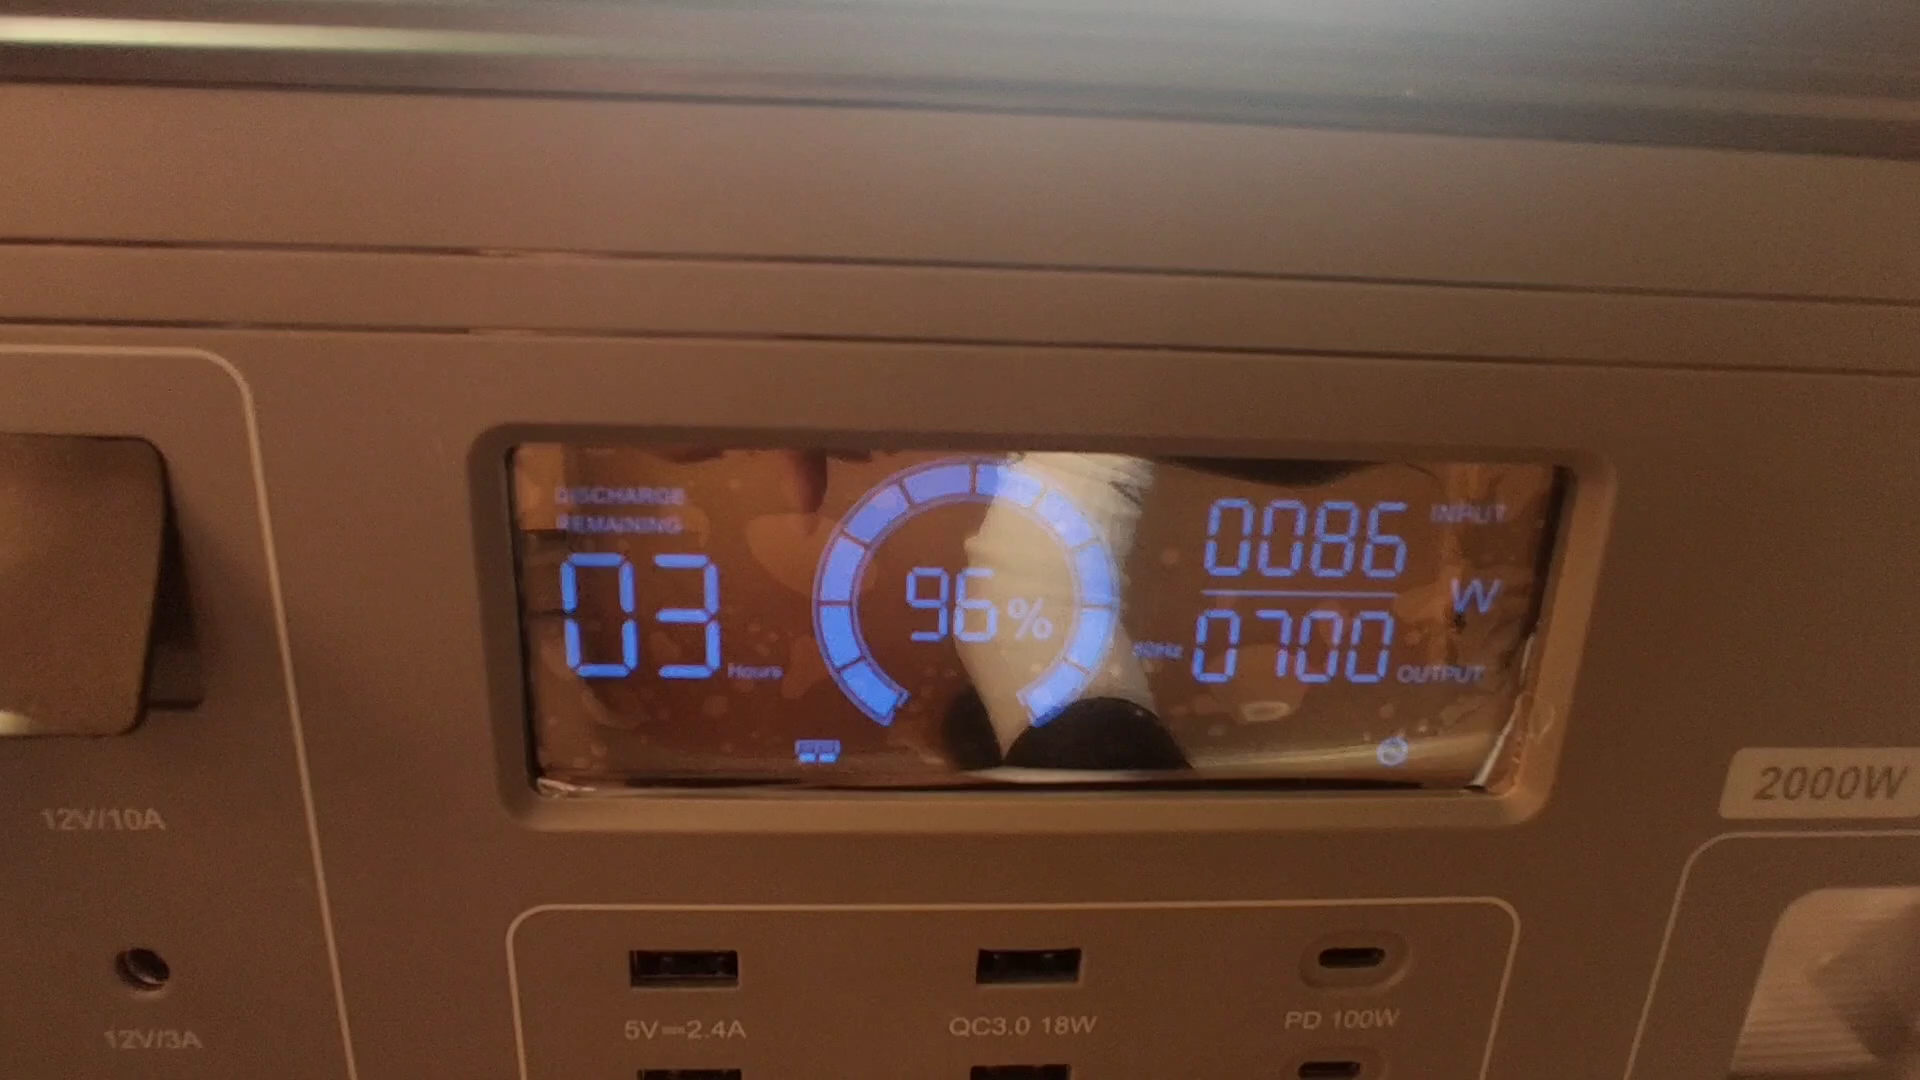 DISCHARGE
REMAINING
03 Hours
96%
0086 INPUT
W
0700 OUTPUT
2000W
12V/10A
12V/3A
5V⎓2.4A
QC3.0 18W
PD 100W